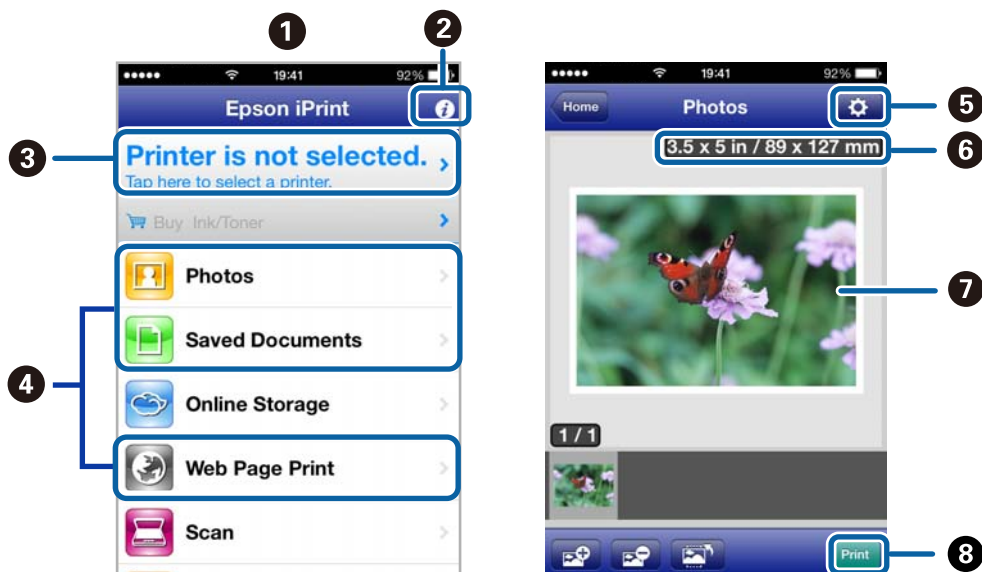 1
2
19:41 92%
Epson iPrint
3
Printer is not selected.
Tap here to select a printer.
Buy Ink/Toner
4
Photos
Saved Documents
Online Storage
Web Page Print
Scan
19:41 92%
Home Photos
5
3.5 x 5 in / 89 x 127 mm
6
7
1 / 1
Print
8